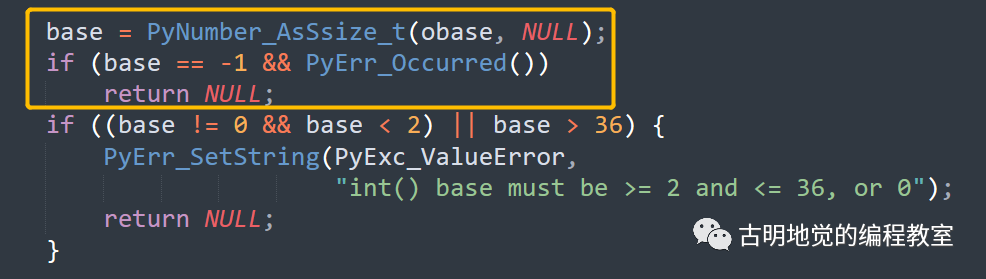 base = PyNumber_AsSsize_t(obase, NULL);
if (base == -1 && PyErr_Occurred())
    return NULL;
if ((base != 0 && base < 2) || base > 36) {
    PyErr_SetString(PyExc_ValueError,
                    "int() base must be >= 2 and <= 36, or 0");
    return NULL;
}
古明地觉的编程教室